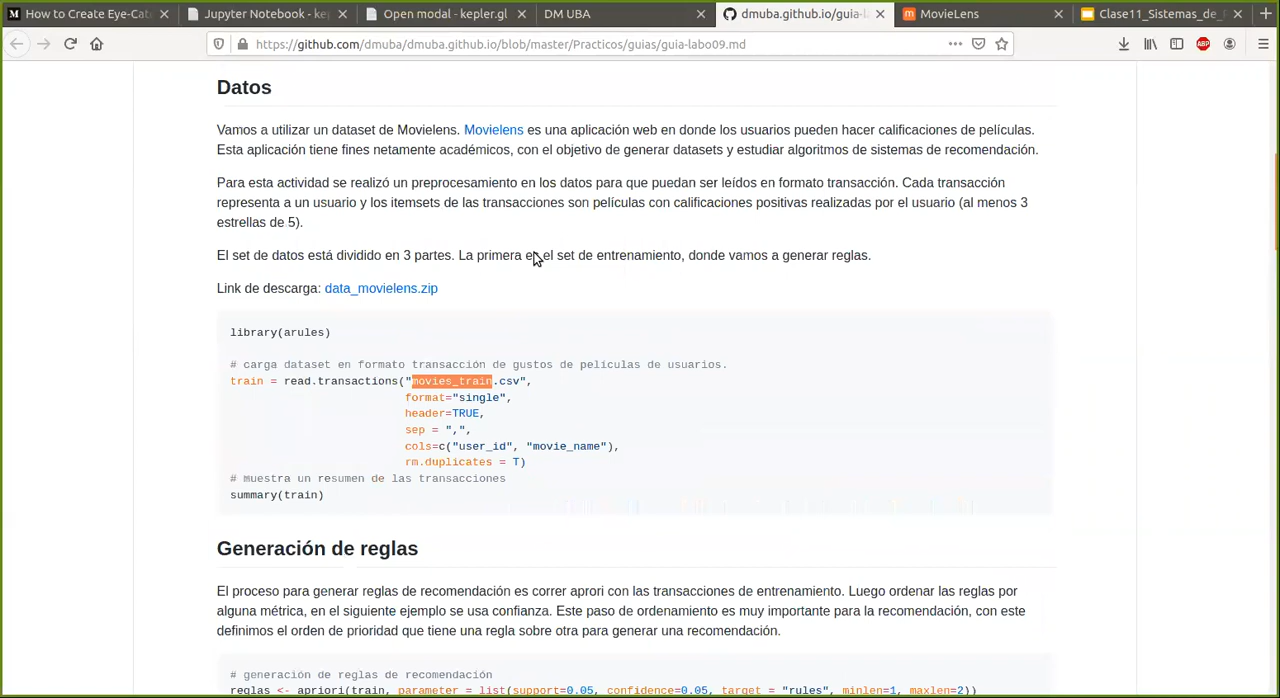 How to Create Eye-Cat
Jupyter Notebook - ke
Open modal - kepler.gl
DM UBA
dmuba.github.io/guia-l
MovieLens
Clase11_Sistemas_de_
https://github.com/dmuba/dmuba.github.io/blob/master/Practicos/guias/guia-labo09.md
ABP
Datos
Vamos a utilizar un dataset de Movielens. Movielens es una aplicación web en donde los usuarios pueden hacer calificaciones de películas.
Esta aplicación tiene fines netamente académicos, con el objetivo de generar datasets y estudiar algoritmos de sistemas de recomendación.
Para esta actividad se realizó un preprocesamiento en los datos para que puedan ser leídos en formato transacción. Cada transacción
representa a un usuario y los itemsets de las transacciones son películas con calificaciones positivas realizadas por el usuario (al menos 3
estrellas de 5).
El set de datos está dividido en 3 partes. La primera el set de entrenamiento, donde vamos a generar reglas.
Link de descarga: data_movielens.zip
library(arules)
# carga dataset en formato transacción de gustos de películas de usuarios.
train = read.transactions("movies_train.csv",
format="single",
header=TRUE,
sep = ",",
cols=c("user_id", "movie_name"),
rm.duplicates = T)
# muestra un resumen de las transacciones
summary(train)
Generación de reglas
El proceso para generar reglas de recomendación es correr aprori con las transacciones de entrenamiento. Luego ordenar las reglas por
alguna métrica, en el siguiente ejemplo se usa confianza. Este paso de ordenamiento es muy importante para la recomendación, con este
definimos el orden de prioridad que tiene una regla sobre otra para generar una recomendación.
# generación de reglas de recomendación
reglas <- apriori(train, parameter = list(support=0.05, confidence=0.05, target = "rules", minlen=1, maxlen=2))